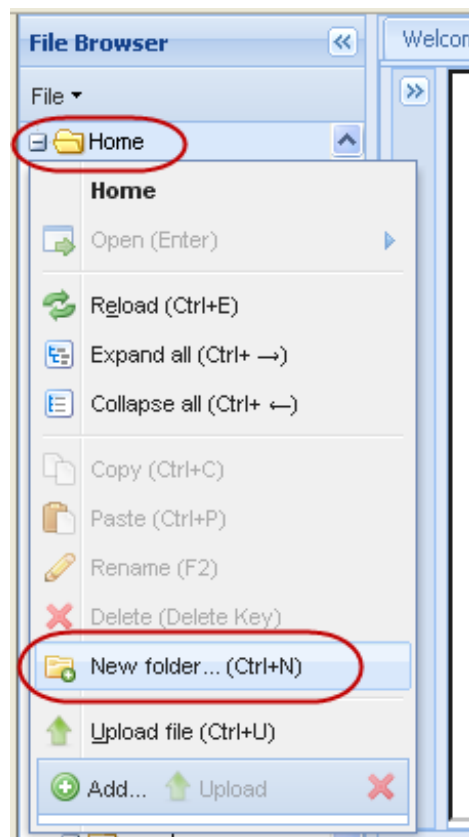 File Browser
Welcom
File
Home
Home
Open (Enter)
Reload (Ctrl+E)
Expand all (Ctrl+ →)
Collapse all (Ctrl+ ←)
Copy (Ctrl+C)
Paste (Ctrl+P)
Rename (F2)
Delete (Delete Key)
New folder... (Ctrl+N)
Upload file (Ctrl+U)
Add... Upload